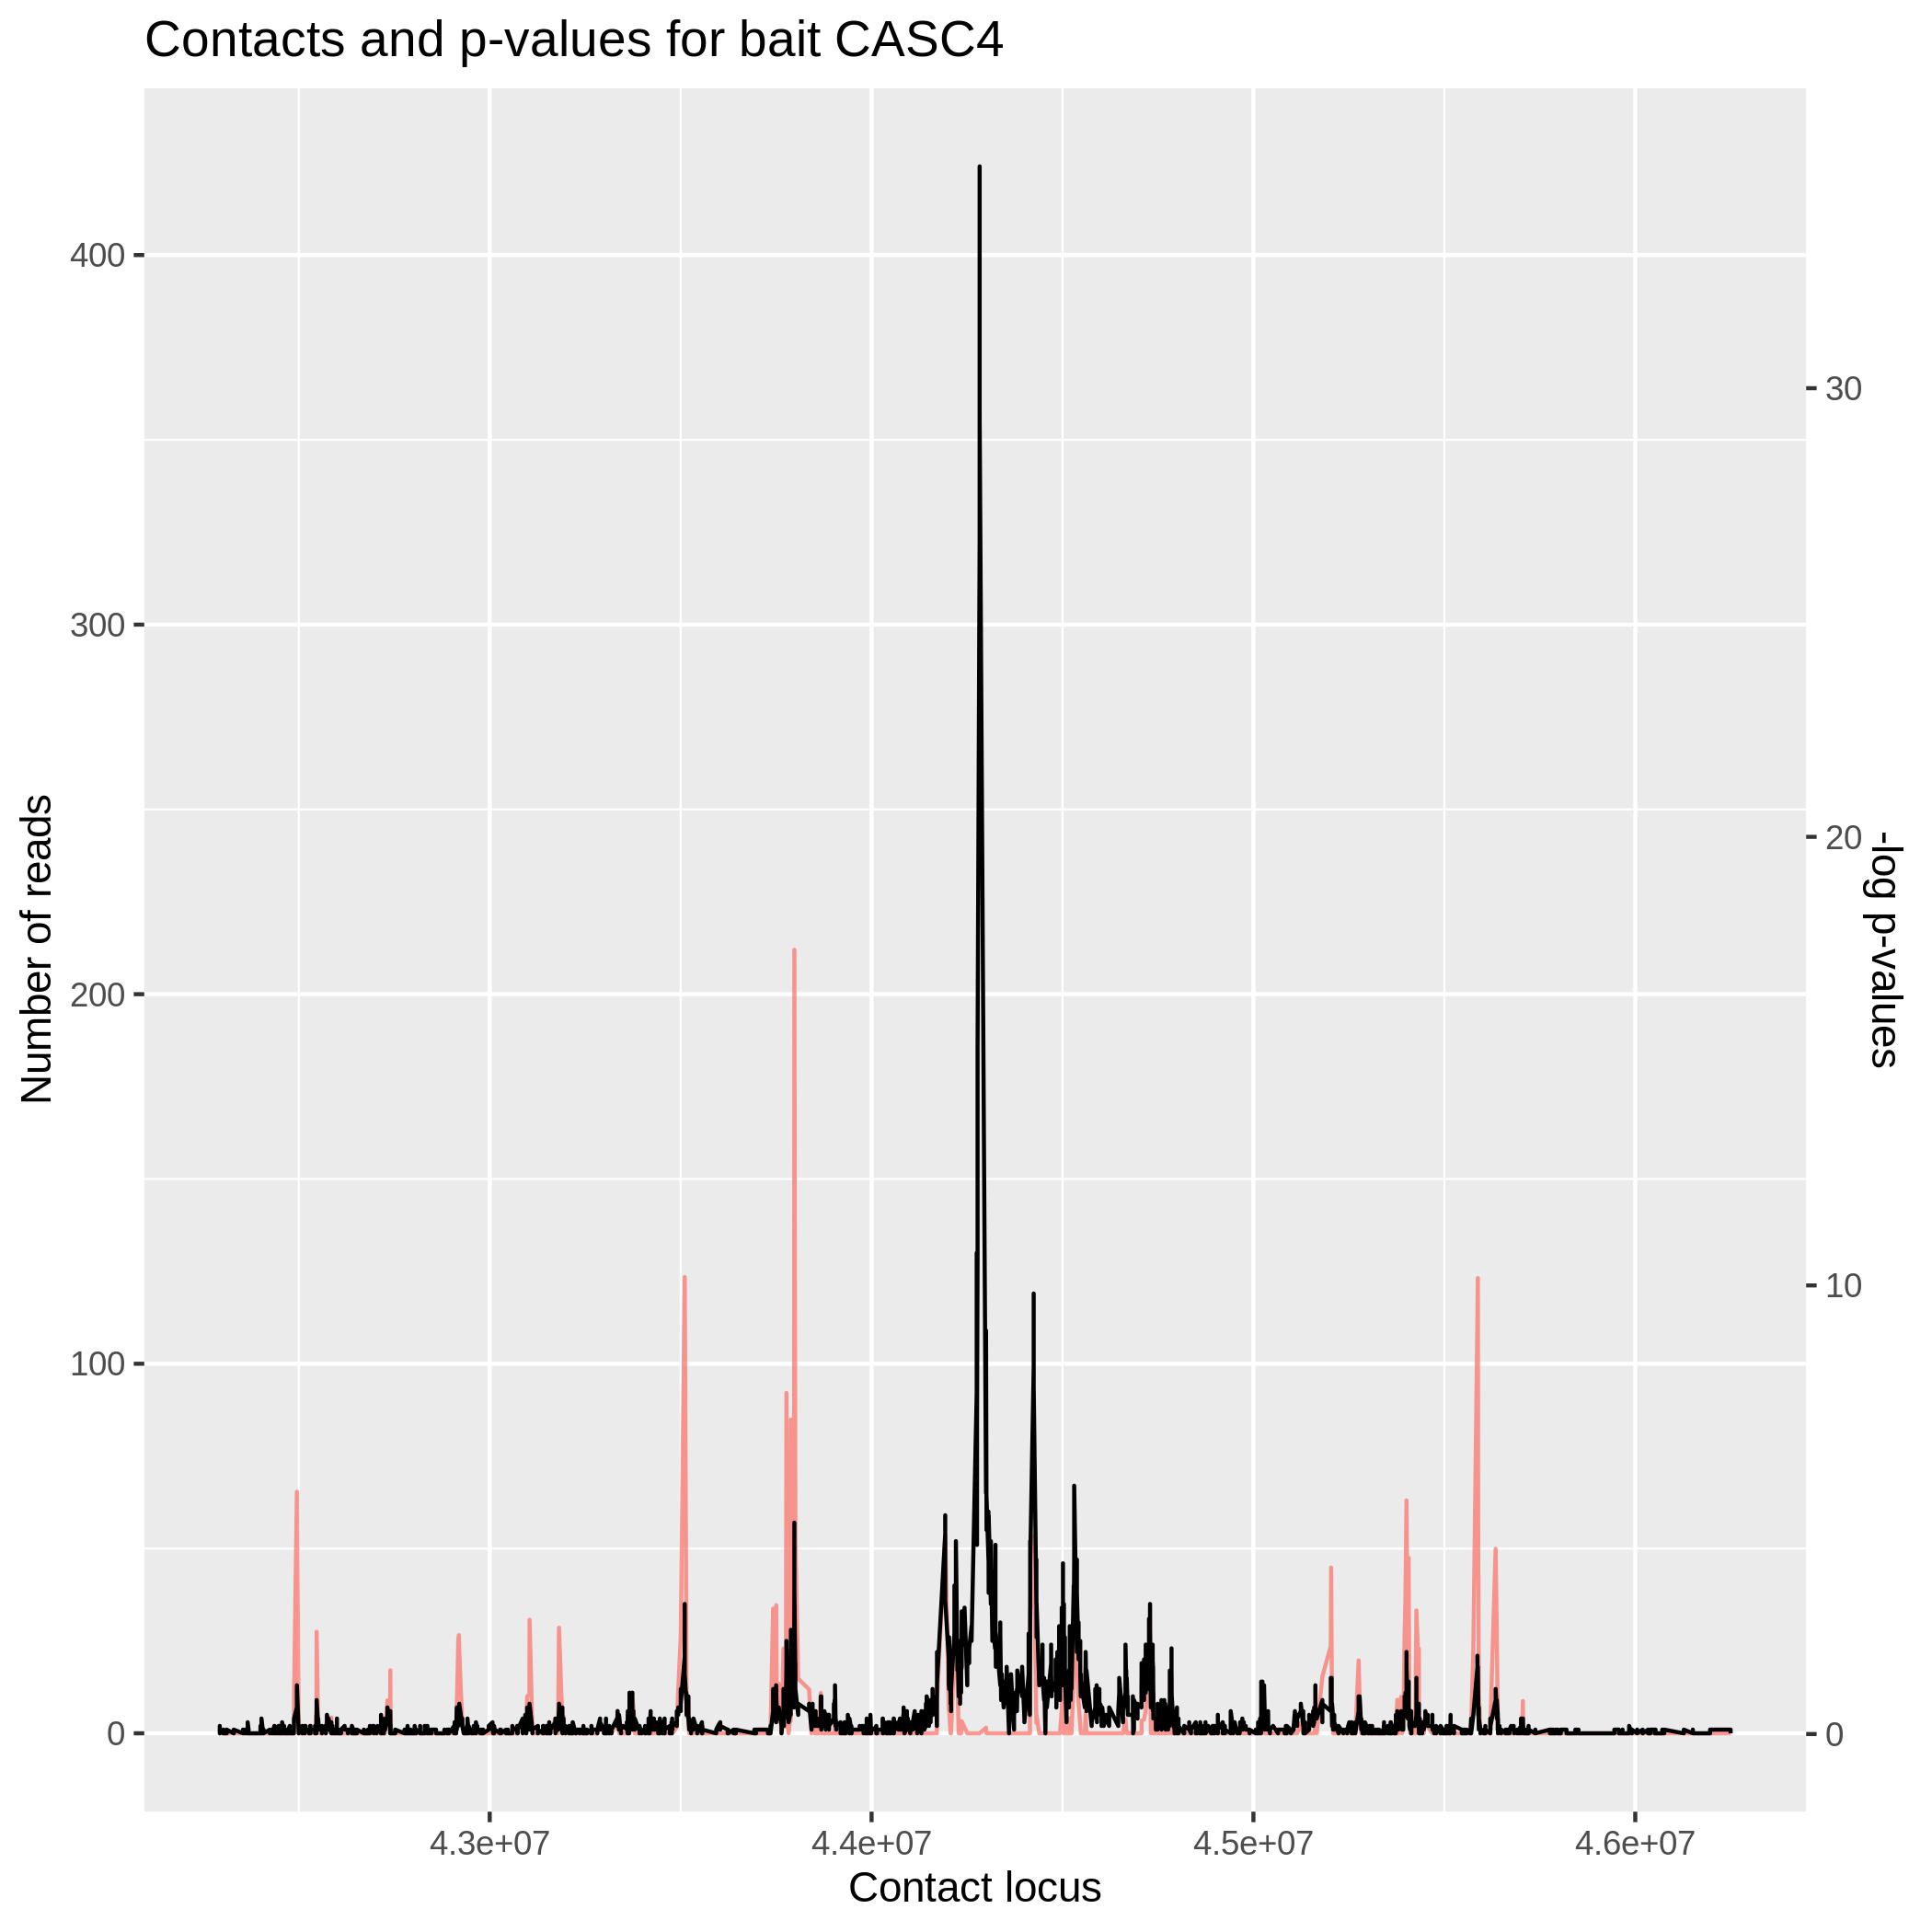 Contacts and p-values for bait CASC4
400
300
200
100
0
Number of reads
30
20
10
0
-log p-values
4.3e+07
4.4e+07
4.5e+07
4.6e+07
Contact locus